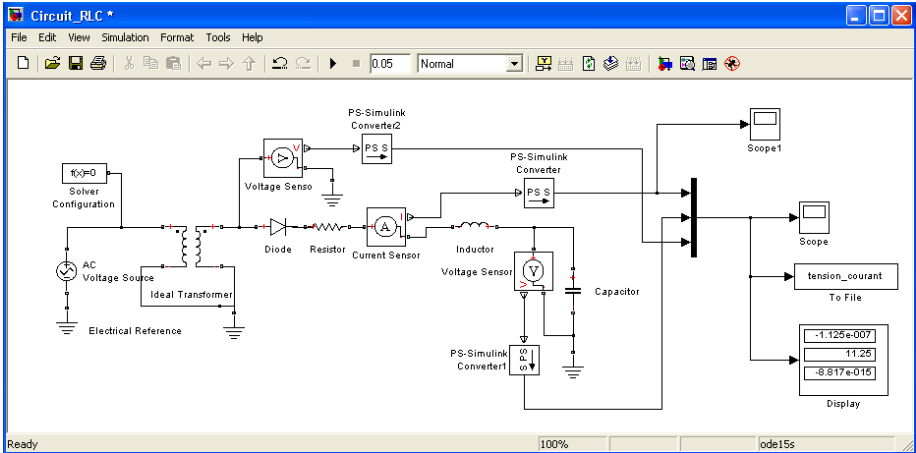 Circuit_RLC *
File Edit View Simulation Format Tools Help
0.05 Normal
PS-Simulink
Converter2
PS S
V
Voltage Senso
f(x)=0
Solver
Configuration
PS-Simulink
Converter
PS S
Scope1
AC
Voltage Source
Ideal Transformer
Electrical Reference
Diode
Resistor
A
I
Current Sensor
Inductor
Voltage Sensor
V
V
Capacitor
PS-Simulink
Converter1
S PS
Scope
tension_courant
To File
-1.125e-007
11.25
-8.817e-015
Display
Ready 100% ode15s